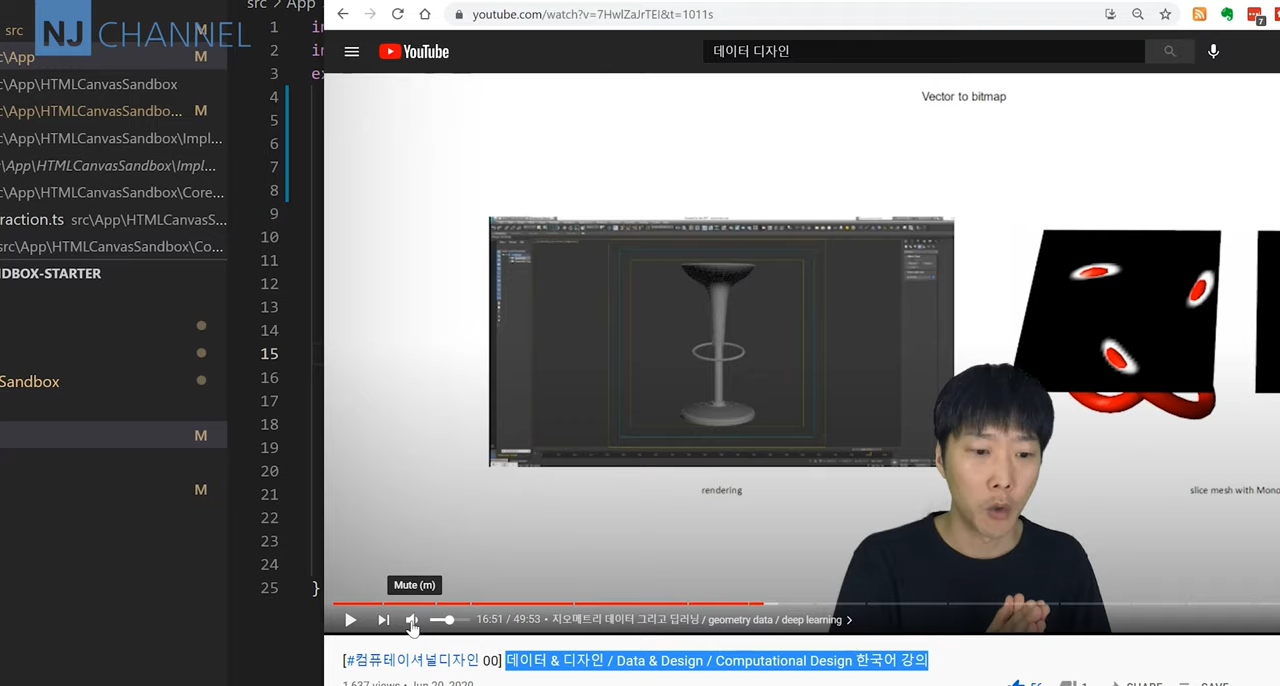 src > App >
src
NJ CHANNEL
M
c\App
M
c\App\HTMLCanvasSandbox
c\App\HTMLCanvasSandbo...
M
c\App\HTMLCanvasSandbox\Impl...
c\App\HTMLCanvasSandbox\Impl...
c\App\HTMLCanvasSandbox\Core...
raction.ts src\App\HTMLCanvasS...
src\App\HTMLCanvasSandbox\Co...
NDBOX-STARTER
Sandbox
M
M
1
2
3
4
5
6
7
8
9
10
11
12
13
14
15
16
17
18
19
20
21
22
23
24
25
}
youtube.com/watch?v=7HwlZaJrTEI&t=1011s
7
YouTube
데이터 디자인
Vector to bitmap
rendering
slice mesh with Mono
Mute (m)
16:51 / 49:53 • 지오메트리 데이터 그리고 딥러닝 / geometry data / deep learning
[#컴퓨테이셔널디자인 00] 데이터 & 디자인 / Data & Design / Computational Design 한국어 강의
1,637 views • Jun 20, 2020
56
1
SHARE
SAVE